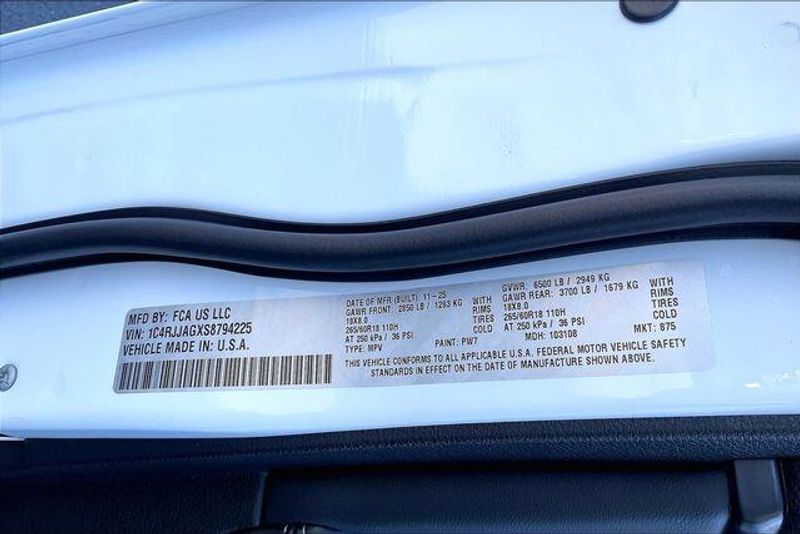 MFD BY: FCA US LLC
VIN: 1C4RJJAGXS8794225
VEHICLE MADE IN: U.S.A.
DATE OF MFR (BUILT): 11-25
GAWR FRONT: 2850 LB / 1293 KG WITH
18X8.0 RIMS
265/60R18 110H TIRES
AT 250 kPa / 36 PSI COLD
TYPE: MPV PAINT: PW7
GVWR: 6500 LB / 2949 KG
GAWR REAR: 3700 LB / 1679 KG WITH
18X8.0 RIMS
265/60R18 110H TIRES
AT 250 kPa / 36 PSI COLD
MDH: 103108 MKT: 875
THIS VEHICLE CONFORMS TO ALL APPLICABLE U.S.A. FEDERAL MOTOR VEHICLE SAFETY
STANDARDS IN EFFECT ON THE DATE OF MANUFACTURE SHOWN ABOVE.